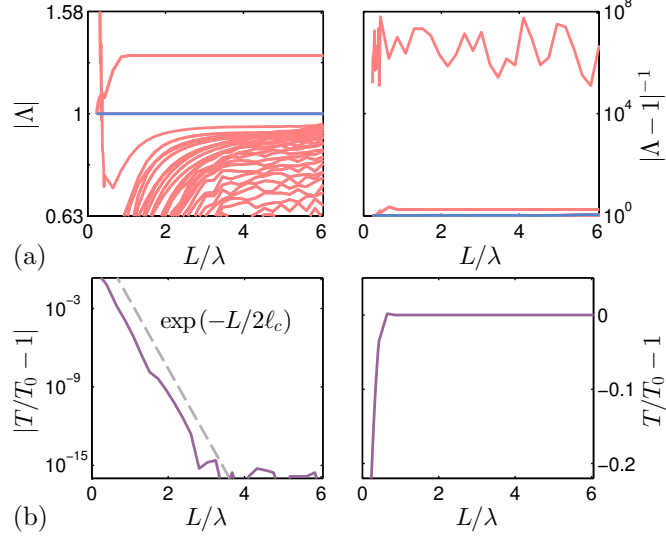 1.58
1
0.63
|Λ|
0 2 4 6
L/λ
(a)
10^8
10^4
10^0
|Λ − 1|^{-1}
0 2 4 6
L/λ
10^{-3}
10^{-9}
10^{-15}
|T/T_0 − 1|
exp(−L/2ℓ_c)
0 2 4 6
L/λ
(b)
0
-0.1
-0.2
T/T_0 − 1
0 2 4 6
L/λ